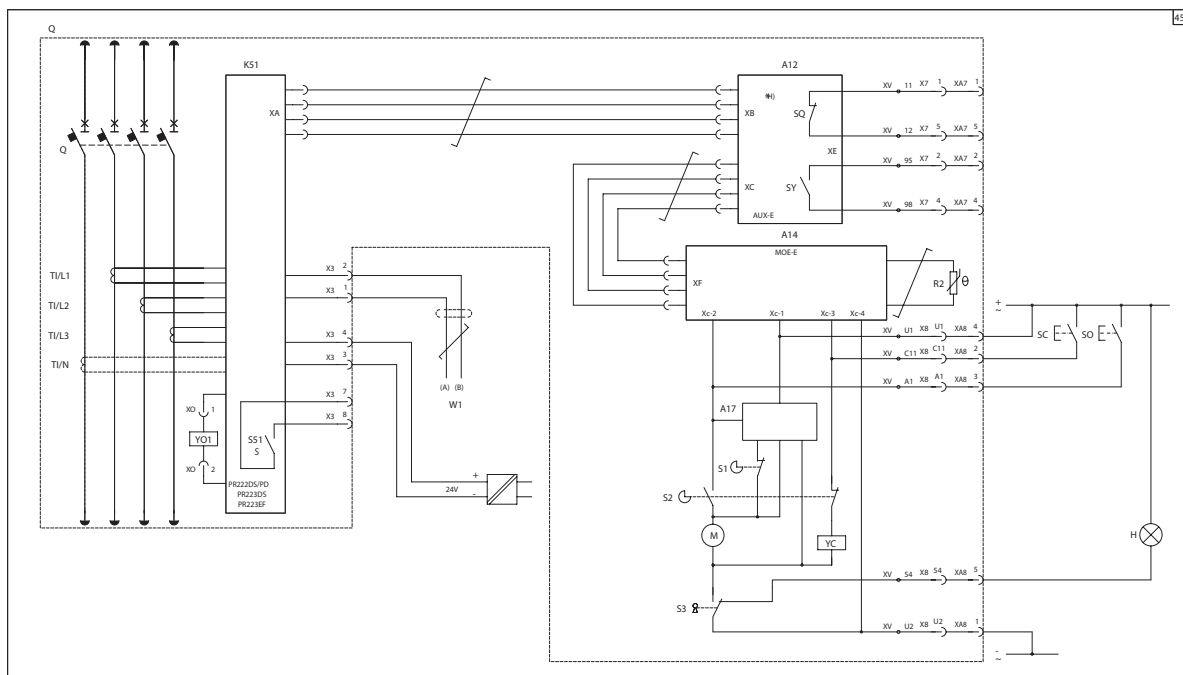 45
Q
K51
A12
XA
*H)
XB
SQ
XV 11 X7 1 XA7 1
XV 12 X7 5 XA7 5
Q
XE
XV 95 X7 2 XA7 2
XC
SY
XV 98 X7 4 XA7 4
AUX-E
A14
MOE-E
TI/L1
X3 2
XF
R2 θ
TI/L2
X3 1
+
~
Xc-2 Xc-1 Xc-3 Xc-4
TI/L3
X3 4
XV U1 X8 U1 XA8 4
SC SO
XV C11 X8 C11 XA8 2
TI/N
X3 3
XV A1 X8 A1 XA8 3
(A) (B)
W1
X3 7
A17
XO 1
X3 8
YO1
S51
S
S1
XO 2
+
24V
-
PR222DS/PD
PR223DS
PR223EF
S2
M
YC
H
XV S4 X8 S4 XA8 5
S3
XV U2 X8 U2 XA8 1
-
~